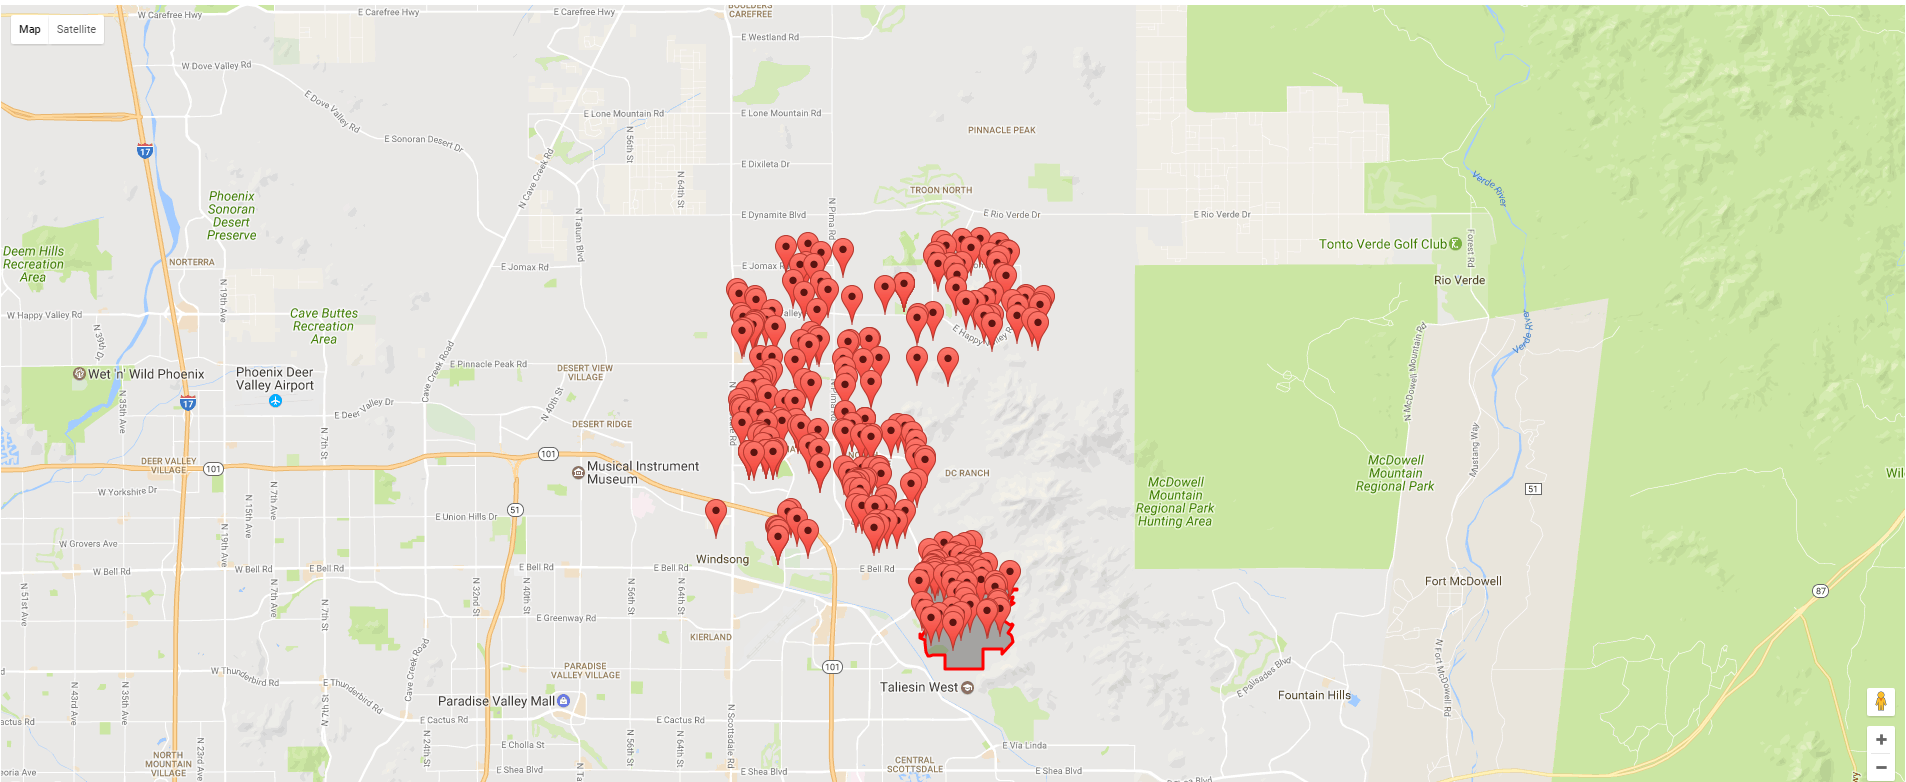 W Carefree Hwy
E Carefree Hwy
E Carefree Hwy
BOULDERS
CAREFREE
Map
Satellite
E Westland Rd
W Dove Valley Rd
E Dove Valley Rd
E Lone Mountain Rd
E Lone Mountain Rd
E Sonoran Desert Dr
PINNACLE PEAK
17
N Cave Creek Rd
N 56th St
N 64th St
E Dixileta Dr
Phoenix
Sonoran
Desert
Preserve
TROON NORTH
Verde River
N Tatum Blvd
N Pima Rd
E Dynamite Blvd
E Rio Verde Dr
E Rio Verde Dr
Tonto Verde Golf Club
Forest Rd
Deem Hills
Recreation
Area
NORTERRA
E Jomax Rd
E Jomax Rd
Rio Verde
N 19th Ave
W Happy Valley Rd
Cave Buttes
Recreation
Area
N 39th Dr
E Happy Valley R
Verde River
N McDowell Mountain Rd
Cave Creek Road
E Pinnacle Peak Rd
Wet 'n' Wild Phoenix
Phoenix Deer
Valley Airport
DESERT VIEW
VILLAGE
17
N 35th Ave
E Deer Valley Dr
N 40th St
N 7th St
DESERT RIDGE
Mustang Way
101
DEER VALLEY
VILLAGE
101
Musical Instrument
Museum
DC RANCH
McDowell
Mountain
Regional Park
McDowell
Mountain
Regional Park
Hunting Area
Wil
51
W Yorkshire Dr
N 7th Ave
N 15th Ave
51
E Union Hills Dr
N 19th Ave
W Grovers Ave
Windsong
W Bell Rd
W Bell Rd
E Bell Rd
E Bell Rd
E Bell Rd
E Bell Rd
Fort McDowell
87
N 51st Ave
N 7th Ave
N 7th St
N 32nd St
N 40th St
N 56th St
N 64th St
E Greenway Rd
KIERLAND
W Thunderbird Rd
E Thunderbird Rd
Cave Creek Road
PARADISE
VALLEY VILLAGE
101
N Fort McDowell Rd
E Palisades Blvd
Taliesin West
Fountain Hills
N 43rd Ave
N 35th Ave
Paradise Valley Mall
N 7th St
actus Rd
W Cactus Rd
E Cactus Rd
E Cactus Rd
E Cactus Rd
N Scottsdale Rd
N 24th St
N 56th St
N 64th St
E Cholla St
E Via Linda
N 23rd Ave
NORTH
MOUNTAIN
VILLAGE
CENTRAL
SCOTTSDALE
eoria Ave
E Shea Blvd
N Ta
E Shea Blvd
E Shea Blvd